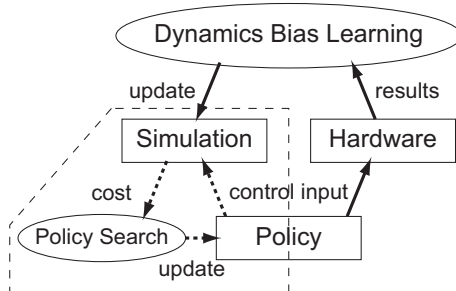 Dynamics Bias Learning
update
results
Simulation
Hardware
cost
control input
Policy Search
Policy
update